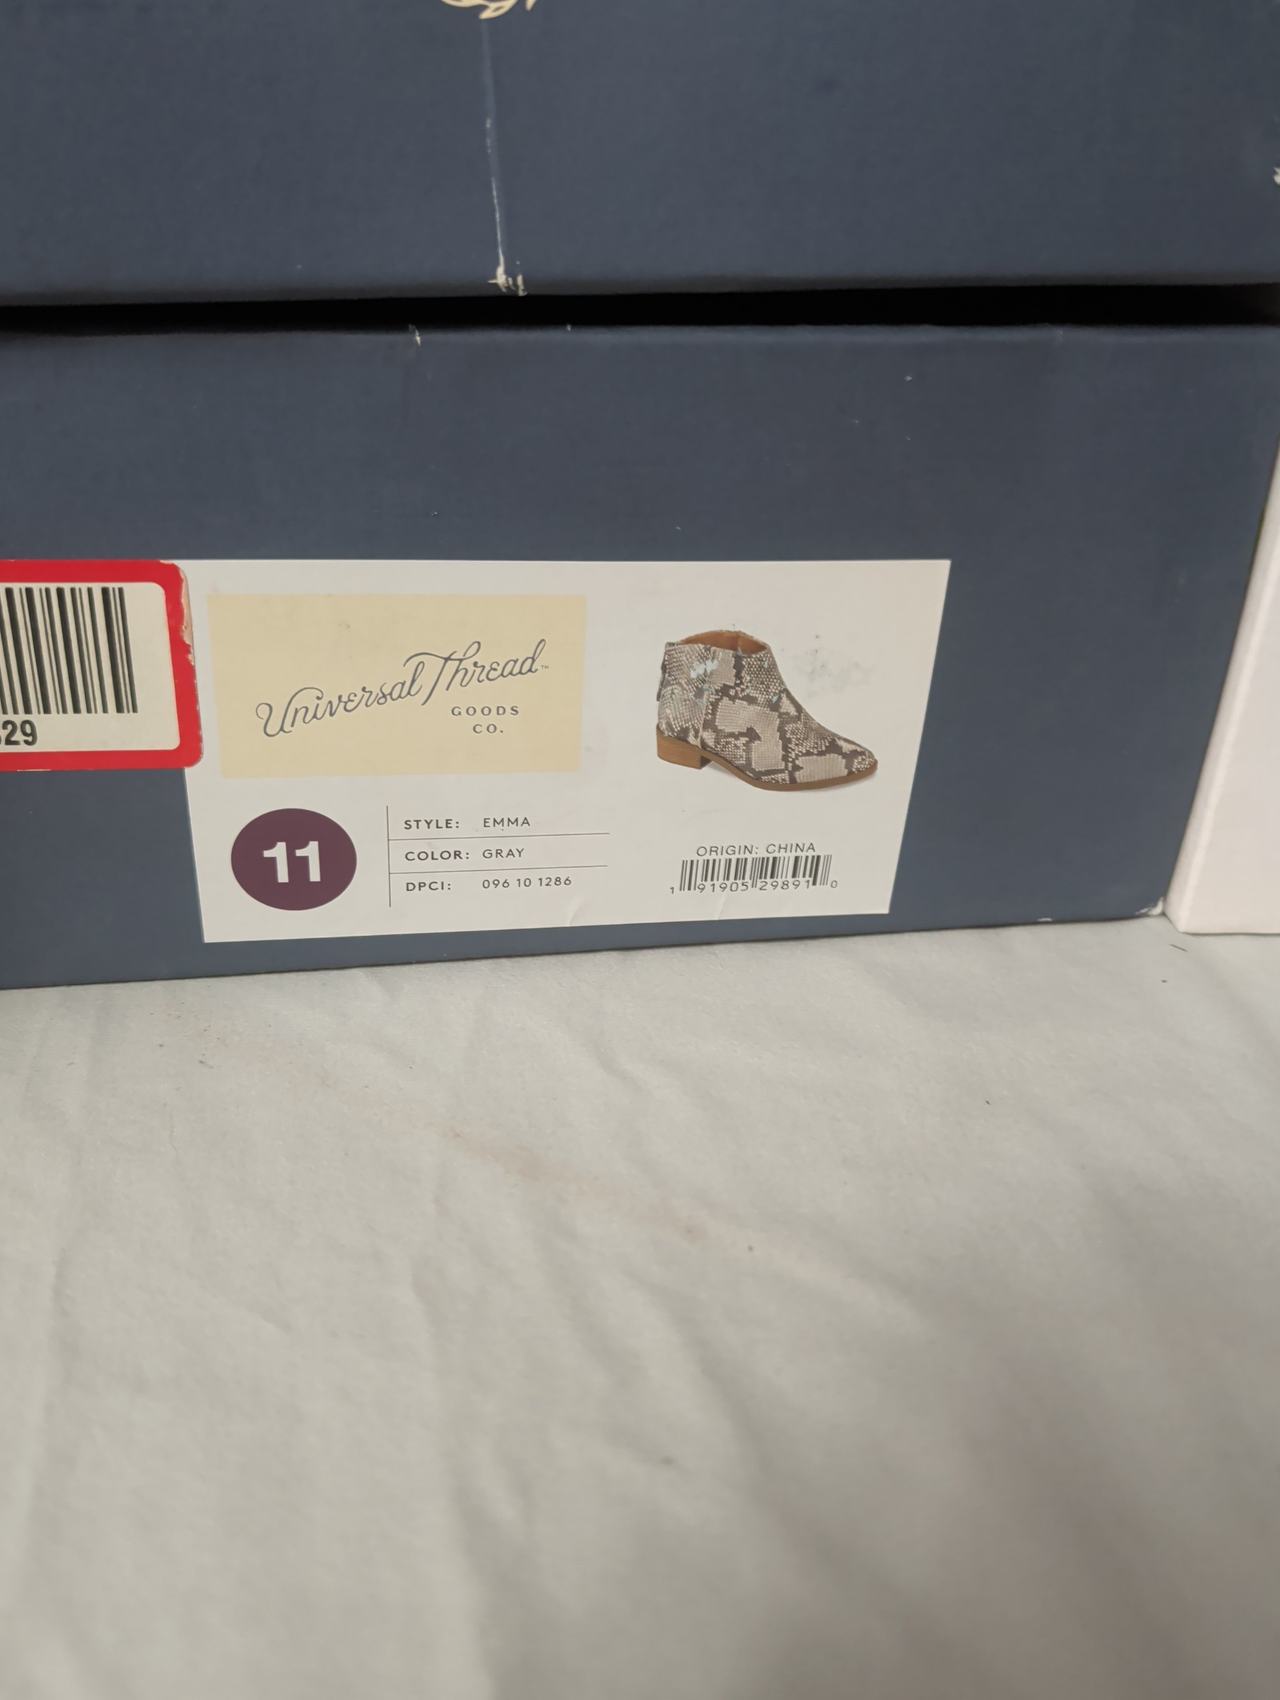 29
Universal Thread™
GOODS
CO.
11
STYLE: EMMA
COLOR: GRAY
DPCI: 096 10 1286
ORIGIN: CHINA
1 91905 29891 0